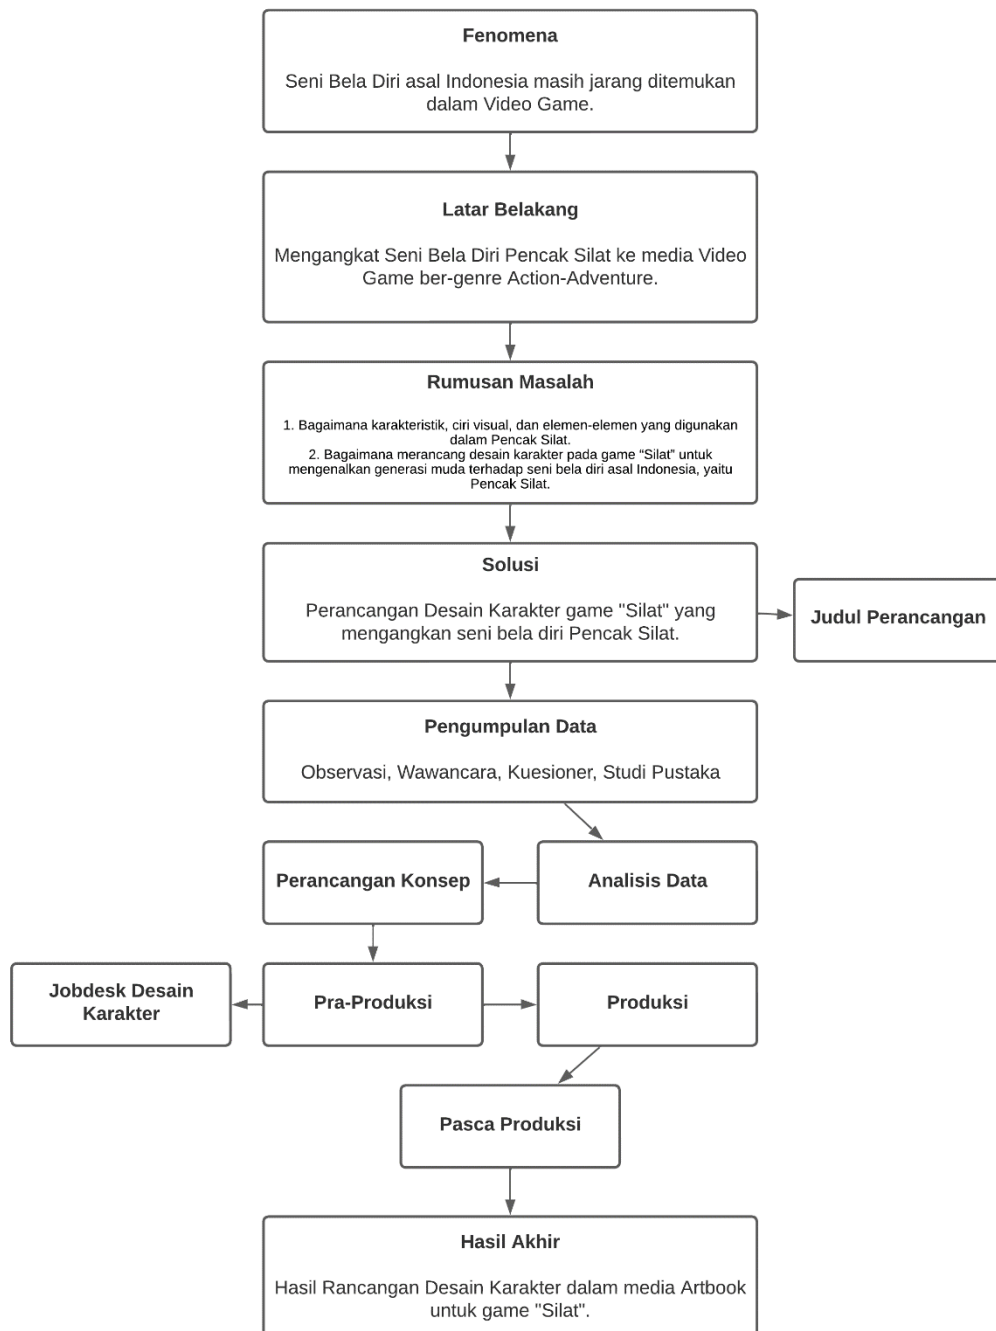 Fenomena
Seni Bela Diri asal Indonesia masih jarang ditemukan
dalam Video Game.
Latar Belakang
Mengangkat Seni Bela Diri Pencak Silat ke media Video
Game ber-genre Action-Adventure.
Rumusan Masalah
1. Bagaimana karakteristik, ciri visual, dan elemen-elemen yang digunakan
dalam Pencak Silat.
2. Bagaimana merancang desain karakter pada game “Silat” untuk
mengenalkan generasi muda terhadap seni bela diri asal Indonesia, yaitu
Pencak Silat.
Solusi
Perancangan Desain Karakter game "Silat" yang
mengangkan seni bela diri Pencak Silat.
Judul Perancangan
Pengumpulan Data
Observasi, Wawancara, Kuesioner, Studi Pustaka
Analisis Data
Perancangan Konsep
Pra-Produksi
Jobdesk Desain
Karakter
Produksi
Pasca Produksi
Hasil Akhir
Hasil Rancangan Desain Karakter dalam media Artbook
untuk game "Silat".